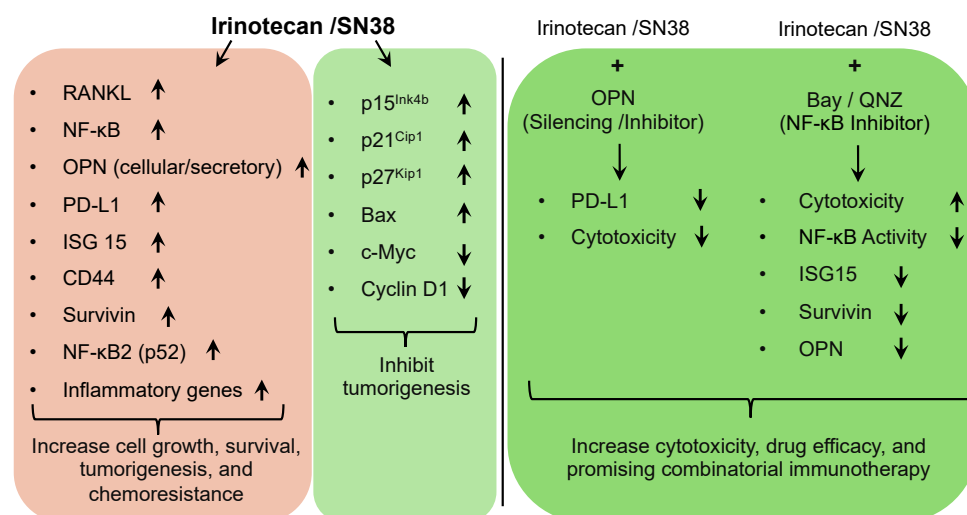 Irinotecan /SN38
• RANKL ↑
• NF-κB ↑
• OPN (cellular/secretory) ↑
• PD-L1 ↑
• ISG 15 ↑
• CD44 ↑
• Survivin ↑
• NF-κB2 (p52) ↑
• Inflammatory genes ↑
Increase cell growth, survival,
tumorigenesis, and
chemoresistance
• p15Ink4b ↑
• p21Cip1 ↑
• p27Kip1 ↑
• Bax ↑
• c-Myc ↓
• Cyclin D1 ↓
Inhibit
tumorigenesis
Irinotecan /SN38
+
OPN
(Silencing /Inhibitor)
• PD-L1 ↓
• Cytotoxicity ↓
Irinotecan /SN38
+
Bay / QNZ
(NF-κB Inhibitor)
• Cytotoxicity ↑
• NF-κB Activity ↓
• ISG15 ↓
• Survivin ↓
• OPN ↓
Increase cytotoxicity, drug efficacy, and
promising combinatorial immunotherapy